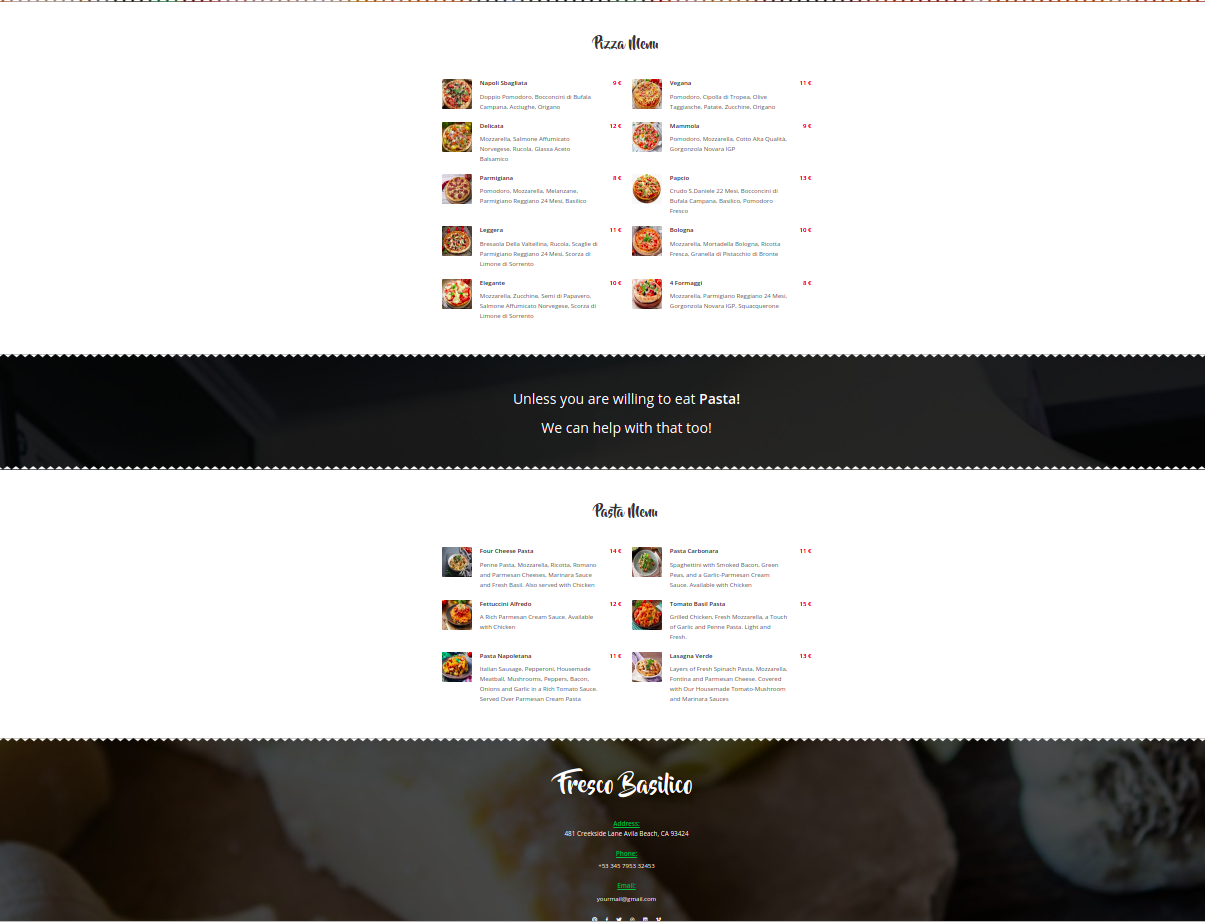 Pizza Menu
Napoli Sbagliata 9 €
Doppio Pomodoro, Bocconcini di Bufala
Campana, Acciughe, Origano
Vegana 11 €
Pomodoro, Cipolla di Tropea, Olive
Taggiasche, Patate, Zucchine, Origano
Delicata 12 €
Mozzarella, Salmone Affumicato
Norvegese, Rucola, Glassa Aceto
Balsamico
Mammola 9 €
Pomodoro, Mozzarella, Cotto Alta Qualità,
Gorgonzola Novara IGP
Parmigiana 8 €
Pomodoro, Mozzarella, Melanzane,
Parmigiano Reggiano 24 Mesi, Basilico
Papcio 13 €
Crudo S.Daniele 22 Mesi, Bocconcini di
Bufala Campana, Basilico, Pomodoro
Fresco
Leggera 11 €
Bresaola Della Valtellina, Rucola, Scaglie di
Parmigiano Reggiano 24 Mesi, Scorza di
Limone di Sorrento
Bologna 10 €
Mozzarella, Mortadella Bologna, Ricotta
Fresca, Granella di Pistacchio di Bronte
Elegante 10 €
Mozzarella, Zucchine, Semi di Papavero,
Salmone Affumicato Norvegese, Scorza di
Limone di Sorrento
4 Formaggi 8 €
Mozzarella, Parmigiano Reggiano 24 Mesi,
Gorgonzola Novara IGP, Squacquerone
Unless you are willing to eat Pasta!
We can help with that too!
Pasta Menu
Four Cheese Pasta 14 €
Penne Pasta, Mozzarella, Ricotta, Romano
and Parmesan Cheeses, Marinara Sauce
and Fresh Basil. Also served with Chicken
Pasta Carbonara 11 €
Spaghettini with Smoked Bacon, Green
Peas, and a Garlic-Parmesan Cream
Sauce. Available with Chicken
Fettuccini Alfredo 12 €
A Rich Parmesan Cream Sauce. Available
with Chicken
Tomato Basil Pasta 15 €
Grilled Chicken, Fresh Mozzarella, a Touch
of Garlic and Penne Pasta. Light and
Fresh.
Pasta Napoletana 11 €
Italian Sausage, Pepperoni, Housemade
Meatball, Mushrooms, Peppers, Bacon,
Onions and Garlic in a Rich Tomato Sauce.
Served Over Parmesan Cream Pasta
Lasagna Verde 13 €
Layers of Fresh Spinach Pasta, Mozzarella,
Fontina and Parmesan Cheese. Covered
with Our Housemade Tomato-Mushroom
and Marinara Sauces
Fresco Basilico
Address:
481 Creekside Lane Avila Beach, CA 93424
Phone:
+53 345 7953 32453
Email:
yourmail@gmail.com